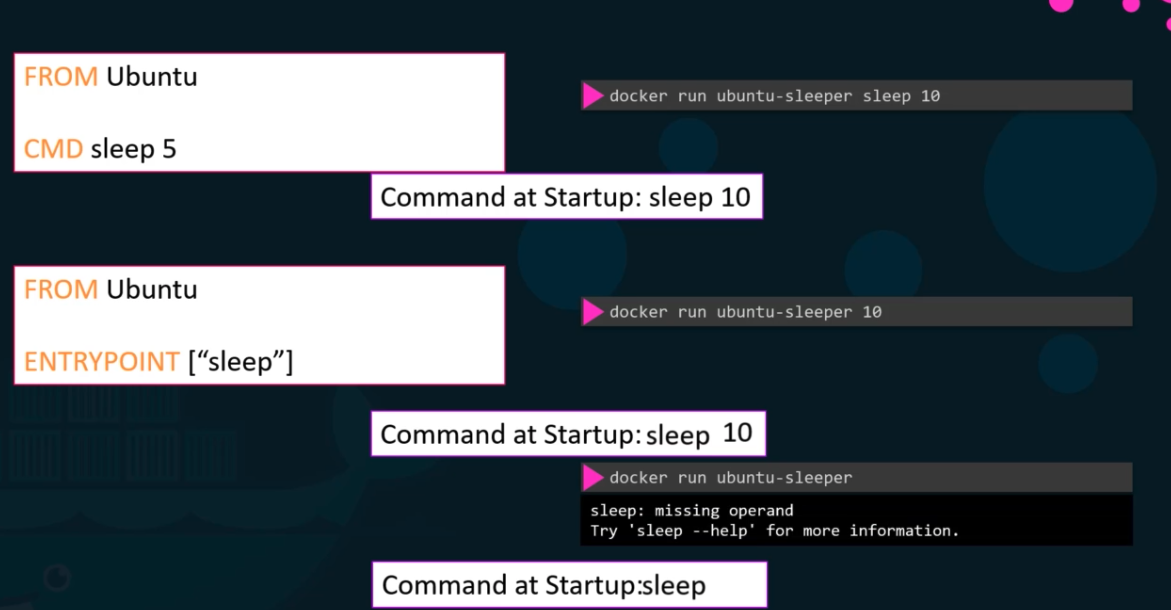 FROM Ubuntu
CMD sleep 5
docker run ubuntu-sleeper sleep 10
Command at Startup: sleep 10
FROM Ubuntu
ENTRYPOINT [“sleep”]
docker run ubuntu-sleeper 10
Command at Startup: sleep 10
docker run ubuntu-sleeper
sleep: missing operand
Try 'sleep --help' for more information.
Command at Startup:sleep